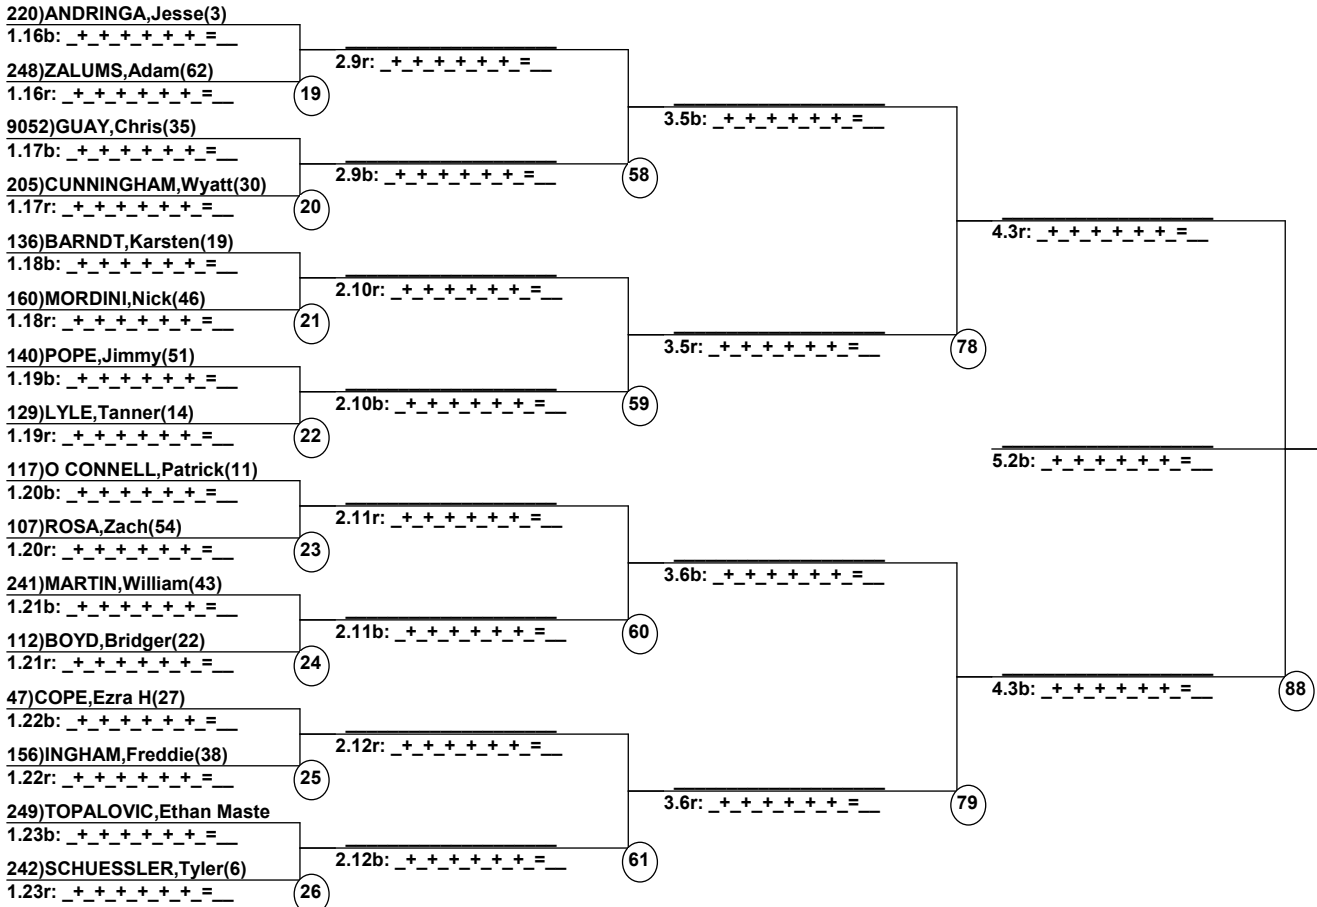 220)ANDRINGA,Jesse(3)
1.16b: _+_+_+_+_+_=__
248)ZALUMS,Adam(62)
1.16r: _+_+_+_+_+_=__
19
9052)GUAY,Chris(35)
1.17b: _+_+_+_+_+_=__
205)CUNNINGHAM,Wyatt(30)
1.17r: _+_+_+_+_+_=__
20
136)BARNDT,Karsten(19)
1.18b: _+_+_+_+_+_=__
160)MORDINI,Nick(46)
1.18r: _+_+_+_+_+_=__
21
140)POPE,Jimmy(51)
1.19b: _+_+_+_+_+_=__
129)LYLE,Tanner(14)
1.19r: _+_+_+_+_+_=__
22
117)O CONNELL,Patrick(11)
1.20b: _+_+_+_+_+_=__
107)ROSA,Zach(54)
1.20r: _+_+_+_+_+_=__
23
241)MARTIN,William(43)
1.21b: _+_+_+_+_+_=__
112)BOYD,Bridger(22)
1.21r: _+_+_+_+_+_=__
24
47)COPE,Ezra H(27)
1.22b: _+_+_+_+_+_=__
156)INGHAM,Freddie(38)
1.22r: _+_+_+_+_+_=__
25
249)TOPALOVIC,Ethan Maste
1.23b: _+_+_+_+_+_=__
242)SCHUESSLER,Tyler(6)
1.23r: _+_+_+_+_+_=__
26
2.9r: _+_+_+_+_+_=__
2.9b: _+_+_+_+_+_=__
58
2.10r: _+_+_+_+_+_=__
2.10b: _+_+_+_+_+_=__
59
2.11r: _+_+_+_+_+_=__
2.11b: _+_+_+_+_+_=__
60
2.12r: _+_+_+_+_+_=__
2.12b: _+_+_+_+_+_=__
61
3.5b: _+_+_+_+_+_=__
3.5r: _+_+_+_+_+_=__
78
3.6b: _+_+_+_+_+_=__
3.6r: _+_+_+_+_+_=__
79
4.3r: _+_+_+_+_+_=__
5.2b: _+_+_+_+_+_=__
4.3b: _+_+_+_+_+_=__
88